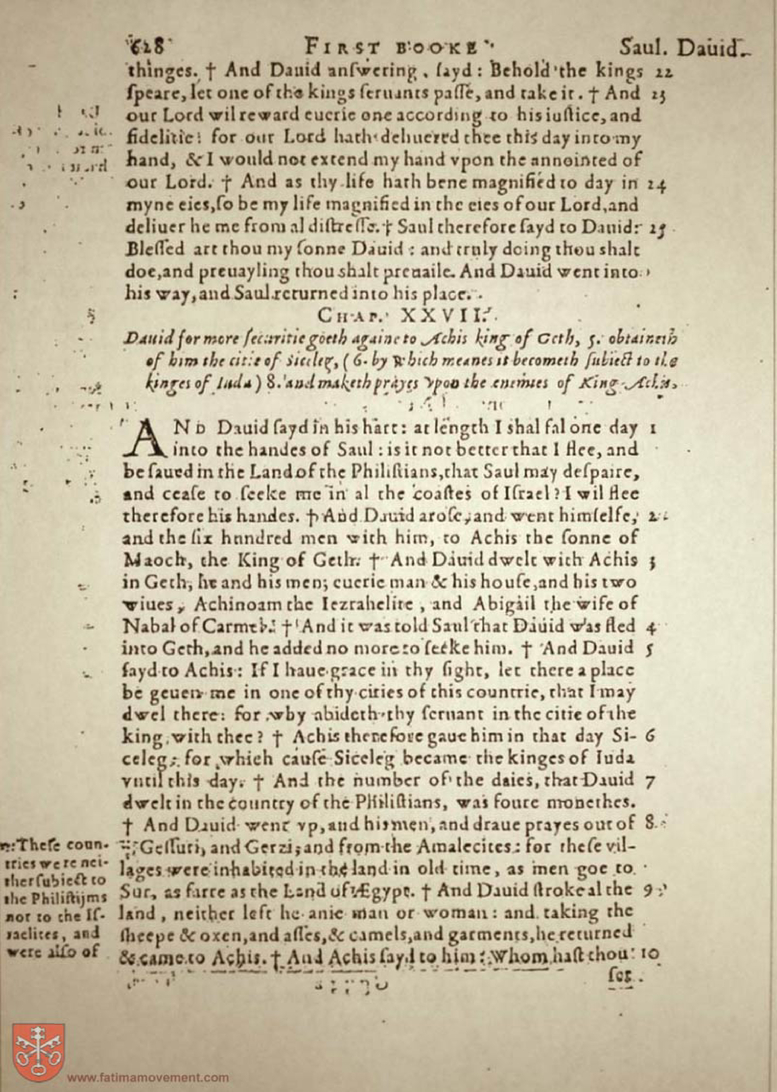 628 FIRST BOOKE Saul. Dauid.
thinges. † And Dauid anſwering, ſayd : Behold the kings 22
ſpeare, let one of the kings ſeruants paſſe, and take it. † And 23
our Lord wil reward euerie one according to his iuſtice, and
fidelitie: for our Lord hath deliuered thee this day into my
hand, & I would not extend my hand vpon the annointed of
our Lord. † And as thy life hath bene magnified to day in 24
myne eies, ſo be my life magnified in the eies of our Lord, and
deliuer he me from al diſtreſſe. † Saul therefore ſayd to Dauid: 25
Bleſſed art thou my ſonne Dauid : and truly doing thou shalt
doe, and preuayling thou shalt preuaile. And Dauid went into
his way, and Saul returned into his place.
CHAP. XXVII.
Dauid for more ſecuritie goeth againe to Achis king of Geth, 5. obtaineth
of him the citie of Siceleg, (6. by which meanes it becometh ſubiect to the
kinges of Iuda) 8. and maketh prayes vpon the enemies of King Achis.
AND Dauid ſayd in his hart: at length I shal fal one day 1
into the handes of Saul : is it not better that I flee, and
be ſaued in the Land of the Philiſtians, that Saul may deſpaire,
and ceaſe to ſeeke me in al the coaſtes of Iſrael? I wil flee
therefore his handes. † And Dauid aroſe, and went himſelfe, 2
and the ſix hundred men with him, to Achis the ſonne of
Maoch, the King of Geth. † And Dauid dwelt with Achis 3
in Geth, he and his men; euerie man & his houſe, and his two
wiues, Achinoam the Iezrahelite, and Abigail the wife of
Nabal of Carmel. † And it was told Saul that Dauid was fled 4
into Geth, and he added no more to ſeeke him. † And Dauid 5
ſayd to Achis : If I haue grace in thy ſight, let there a place
be geuen me in one of thy cities of this countrie, that I may
dwel there: for why abideth thy ſeruant in the citie of the
king with thee? † Achis therefore gaue him in that day Si- 6
celeg: for which cauſe Siceleg became the kinges of Iuda
vntil this day. † And the number of the daies, that Dauid 7
dwelt in the country of the Philiſtians, was foure monethes.
† And Dauid went vp, and his men, and draue prayes out of 8
Geſſuri, and Gerzi, and from the Amalecites: for theſe vil-
lages were inhabited in the land in old time, as men goe to
Sur, as farre as the Land of Ægypt. † And Dauid ſtroke al the 9
land, neither left he anie man or woman: and taking the
ſheepe & oxen, and aſſes, & camels, and garments, he returned
& came to Achis. † And Achis ſayd to him: Whom haſt thou 10
ſet
Theſe coun-
tries were nei-
ther ſubiect to
the Philiſtijms
nor to the Iſ-
raelites, and
were alſo of
www.fatimamovement.com